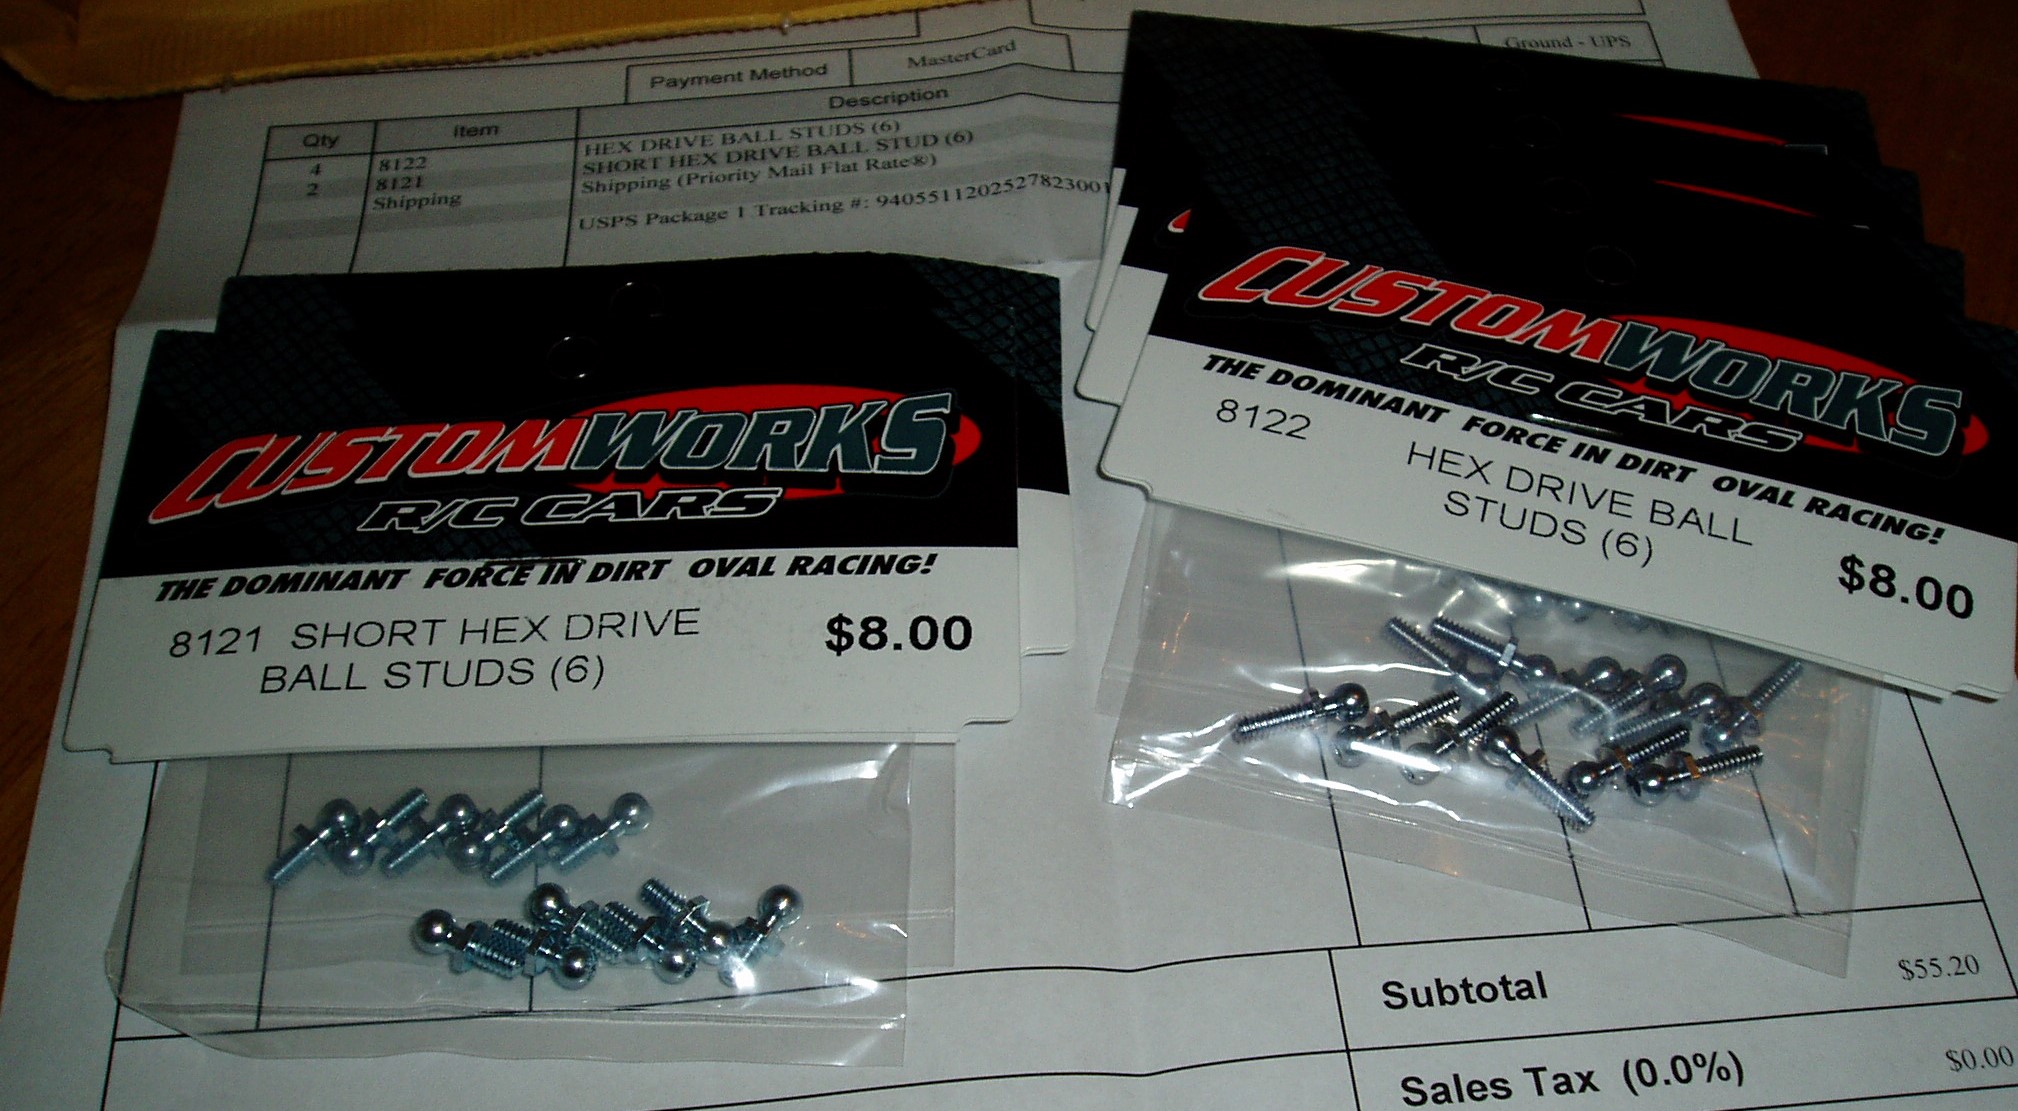 Ground - UPS
Payment Method MasterCard
Qty Item Description
4 8122 HEX DRIVE BALL STUDS (6)
2 8121 SHORT HEX DRIVE BALL STUD (6)
Shipping Shipping (Priority Mail Flat Rate®)
USPS Package 1 Tracking #: 9405511202527823001
CUSTOMWORKS
R/C CARS
THE DOMINANT FORCE IN DIRT OVAL RACING!
8121 SHORT HEX DRIVE
BALL STUDS (6)
$8.00
CUSTOMWORKS
R/C CARS
THE DOMINANT FORCE IN DIRT OVAL RACING!
8122 HEX DRIVE BALL
STUDS (6)
$8.00
Subtotal $55.20
Sales Tax (0.0%) $0.00